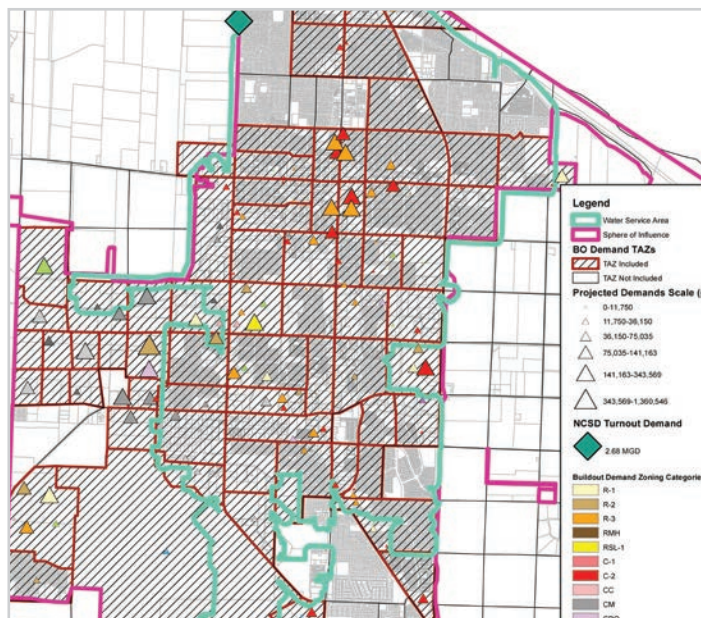 Legend
Water Service Area
Sphere of Influence
BO Demand TAZs
TAZ Included
TAZ Not Included
Projected Demands Scale (
0-11,750
11,750-36,150
36,150-75,035
75,035-141,163
141,163-343,569
343,569-1,360,546
NCSD Turnout Demand
2.68 MGD
Buildout Demand Zoning Categorie
R-1
R-2
R-3
RMH
RSL-1
C-1
C-2
CC
CM